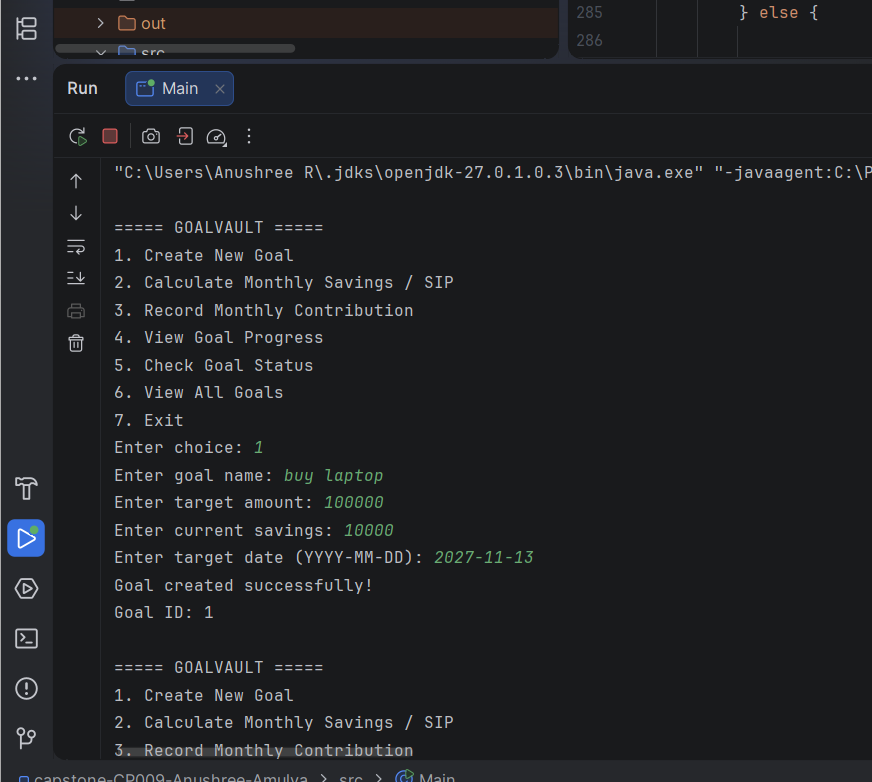 out
src
285 } else {
286
Run Main
"C:\Users\Anushree R\.jdks\openjdk-27.0.1.0.3\bin\java.exe" "-javaagent:C:\P
===== GOALVAULT =====
1. Create New Goal
2. Calculate Monthly Savings / SIP
3. Record Monthly Contribution
4. View Goal Progress
5. Check Goal Status
6. View All Goals
7. Exit
Enter choice: 1
Enter goal name: buy laptop
Enter target amount: 100000
Enter current savings: 10000
Enter target date (YYYY-MM-DD): 2027-11-13
Goal created successfully!
Goal ID: 1
===== GOALVAULT =====
1. Create New Goal
2. Calculate Monthly Savings / SIP
3. Record Monthly Contribution
capstone-CP009-Anushree-Amulya > src > Main